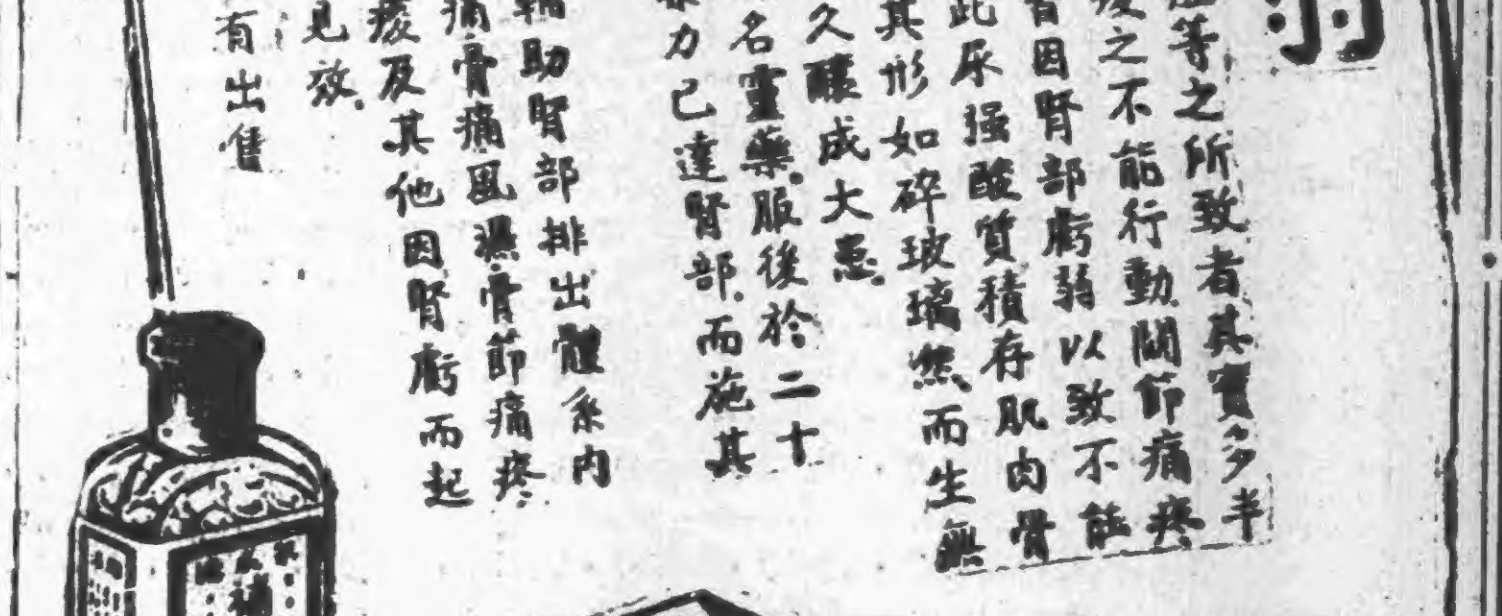 等之所致者其實多半
之不能行動關節痛疼
因腎部虧弱以致不能
此尿强酸質積存肌肉骨
其形如碎玻璃然而生無
久釀成大患
名靈藥服後於二十
力已達腎部而施其
輔助腎部排出體系內
痛骨痛風濕骨節痛疼
痠及其他因腎虧而起
見效
有出售